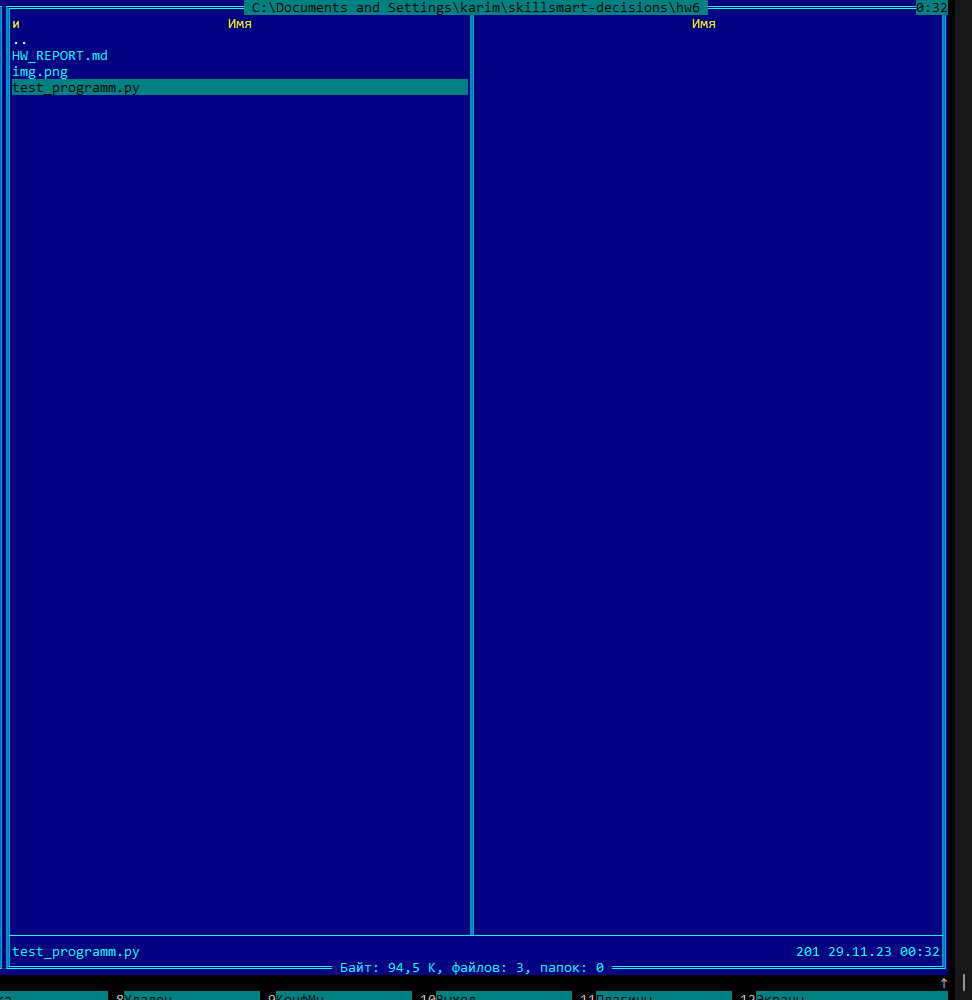 C:\Documents and Settings\karim\skillsmart-decisions\hw6 0:32
и Имя Имя
..
HW_REPORT.md
img.png
test_programm.py
test_programm.py 201 29.11.23 00:32
Байт: 94,5 K, файлов: 3, папок: 0
↑
ка 8Удален 9КонфМн 10Выход 11Плагины 12Экраны